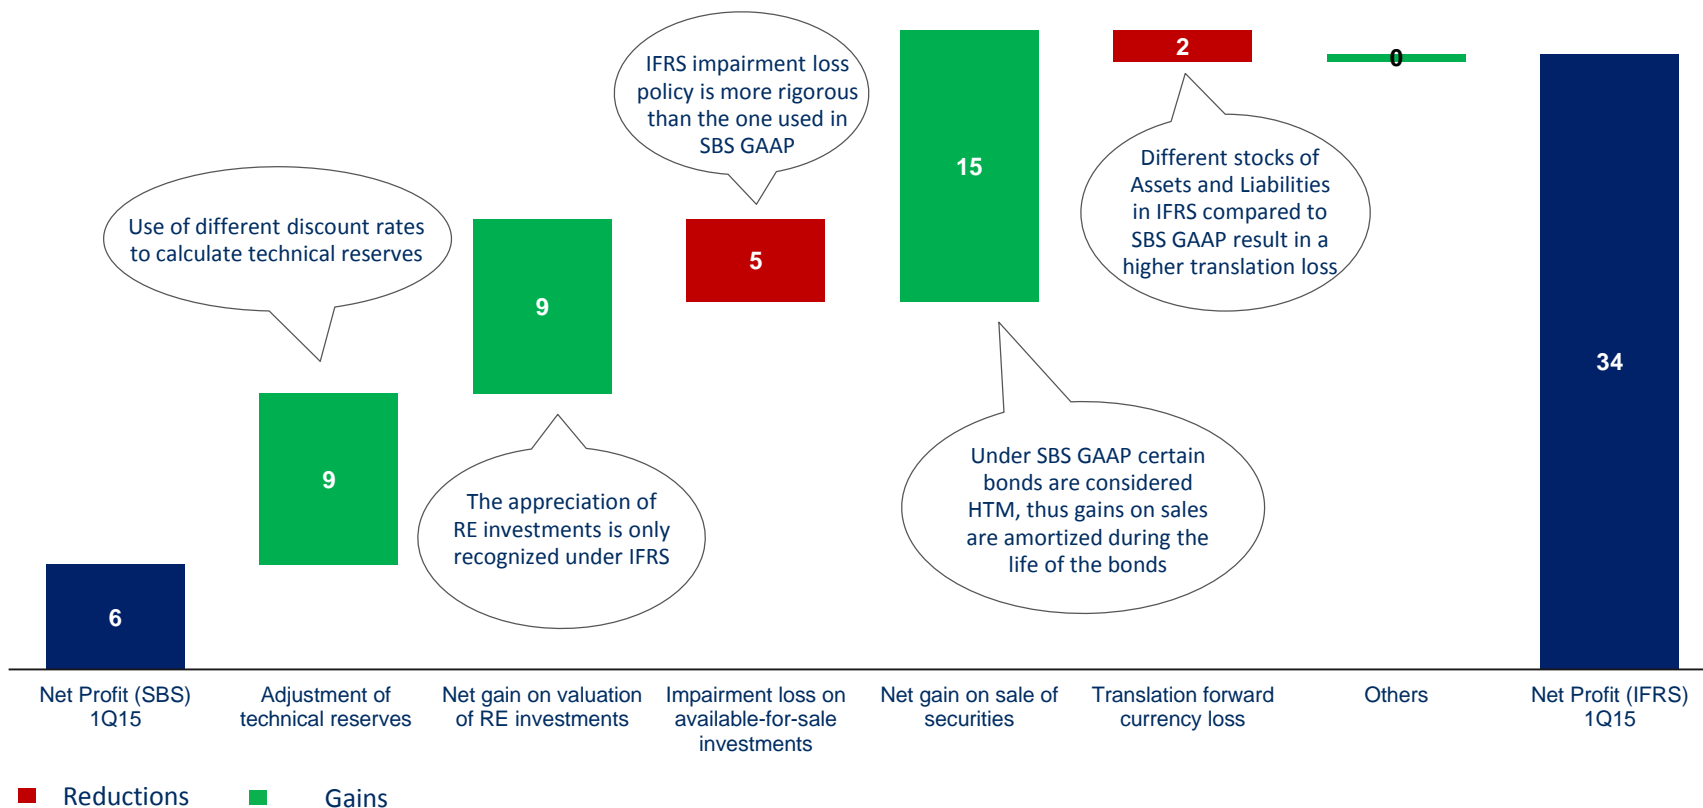 IFRS impairment loss
policy is more rigorous
than the one used in
SBS GAAP
2
0
15
Different stocks of
Assets and Liabilities
in IFRS compared to
SBS GAAP result in a
higher translation loss
Use of different discount rates
to calculate technical reserves
5
9
34
Under SBS GAAP certain
bonds are considered
HTM, thus gains on sales
are amortized during the
life of the bonds
9
The appreciation of
RE investments is only
recognized under IFRS
6
Net Profit (SBS)
1Q15
Adjustment of
technical reserves
Net gain on valuation
of RE investments
Impairment loss on
available-for-sale
investments
Net gain on sale of
securities
Translation forward
currency loss
Others
Net Profit (IFRS)
1Q15
Reductions
Gains